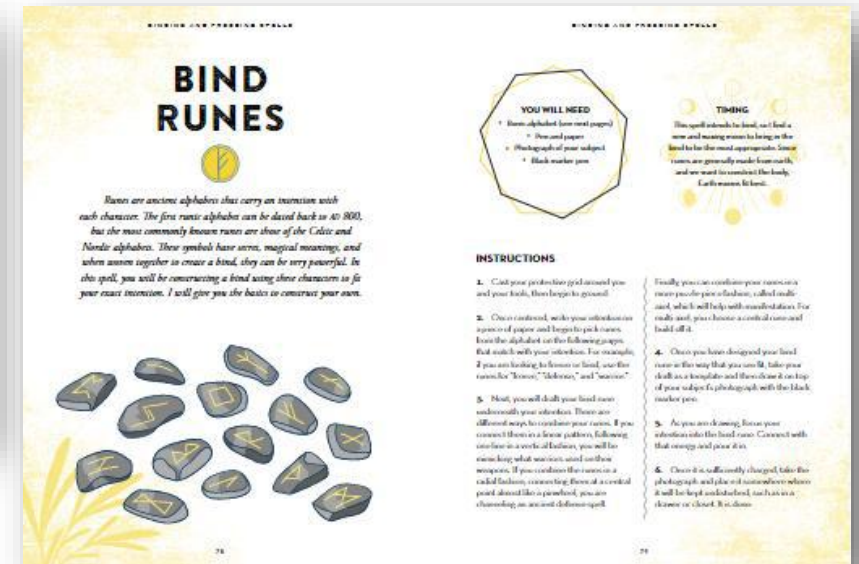 BINDING AND FREEZING SPELLS
BIND
RUNES
Runes are ancient alphabets that carry an intention with
each character. The first runic alphabet can be dated back to AD 800,
but the most commonly known runes are those of the Celtic and
Nordic alphabets. These symbols have secret, magical meanings, and
when woven together to create a bind, they can be very powerful. In
this spell, you will be constructing a bind using these characters to fit
your exact intention. I will give you the basics to construct your own.
78
BINDING AND FREEZING SPELLS
YOU WILL NEED
• Runic alphabet (see next pages)
• Pen and paper
• Photograph of your subject
• Black marker pen
TIMING
This spell intends to bind, so I find a
new and waxing moon to bring in the
bind to be the most appropriate. Since
runes are generally made from earth,
and we want to constrict the body,
Earth moons fit best.
INSTRUCTIONS
1. Cast your protective grid around you
and your tools, then begin to ground.
2. Once centered, write your intention on
a piece of paper and begin to pick runes
from the alphabet on the following pages
that match with your intention. For example,
if you are looking to freeze or bind, use the
runes for "freeze," "defense," and "warrior."
3. Next, you will draft your bind rune
underneath your intention. There are
different ways to combine your runes. If you
connect them in a linear pattern, following
one line in a vertical fashion, you will be
mimicking what warriors used on their
weapons. If you combine the runes in a
radial fashion, connecting them at a central
point almost like a pinwheel, you are
channeling an ancient defense spell.
Finally you can combine your runes in a
more puzzle-piece fashion, called multi-
axel, which will help with manifestation. For
multi-axel, you choose a central rune and
build off it.
4. Once you have designed your bind
rune in the way that you see fit, take your
draft as a template and then draw it on top
of your subject's photograph with the black
marker pen.
5. As you are drawing, focus your
intention into the bind rune. Connect with
that energy and pour it in.
6. Once it is sufficiently charged, take the
photograph and place it somewhere where
it will be kept undisturbed, such as in a
drawer or closet. It is done.
79